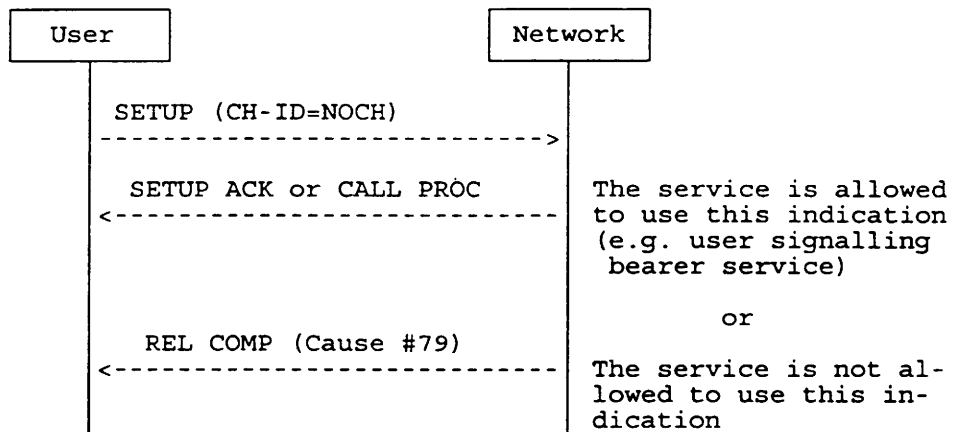 User
Network
SETUP (CH-ID=NOCH)
SETUP ACK or CALL PROC
The service is allowed
to use this indication
(e.g. user signalling
bearer service)
or
REL COMP (Cause #79)
The service is not al-
lowed to use this in-
dication